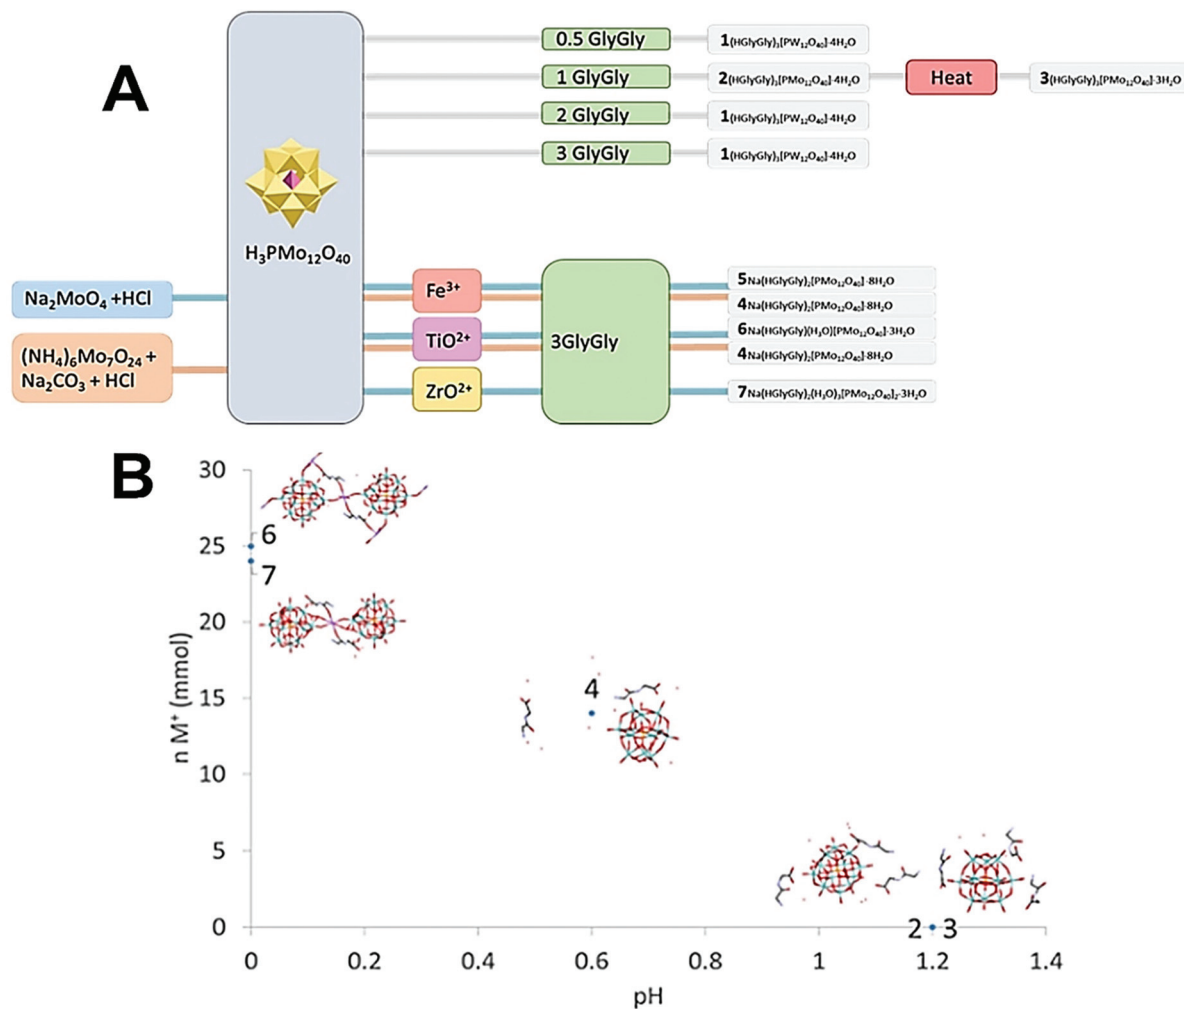 A
0.5 GlyGly
1(HGlyGly)₃[PW₁₂O₄₀]·4H₂O
1 GlyGly
2(HGlyGly)₃[PMo₁₂O₄₀]·4H₂O
Heat
3(HGlyGly)₃[PMo₁₂O₄₀]·3H₂O
2 GlyGly
1(HGlyGly)₃[PW₁₂O₄₀]·4H₂O
3 GlyGly
1(HGlyGly)₃[PW₁₂O₄₀]·4H₂O
H₃PMo₁₂O₄₀
Na₂MoO₄ +HCl
(NH₄)₆Mo₇O₂₄ +
Na₂CO₃ + HCl
Fe³⁺
TiO²⁺
ZrO²⁺
3GlyGly
5Na(HGlyGly)₂[PMo₁₂O₄₀]·8H₂O
4Na(HGlyGly)₂[PMo₁₂O₄₀]·8H₂O
6Na(HGlyGly)(H₃O)[PMo₁₂O₄₀]·3H₂O
4Na(HGlyGly)₂[PMo₁₂O₄₀]·8H₂O
7Na(HGlyGly)₂(H₃O)₃[PMo₁₂O₄₀]₂·3H₂O
B
n M⁺ (mmol)
30
25
20
15
10
5
0
6
7
4
2
3
0
0.2
0.4
0.6
0.8
1
1.2
1.4
pH